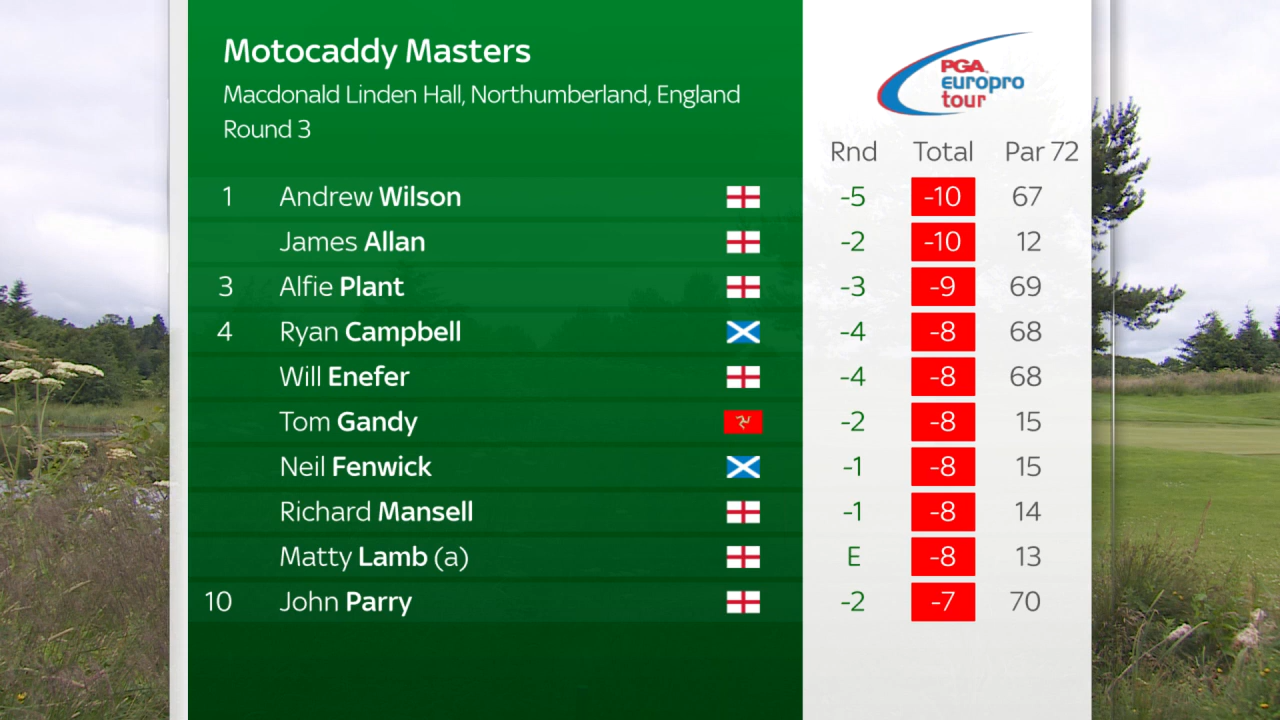 Motocaddy Masters
Macdonald Linden Hall, Northumberland, England
Round 3
PGA
europro
tour
Rnd Total Par 72
1 Andrew Wilson -5 -10 67
James Allan -2 -10 12
3 Alfie Plant -3 -9 69
4 Ryan Campbell -4 -8 68
Will Enefer -4 -8 68
Tom Gandy -2 -8 15
Neil Fenwick -1 -8 15
Richard Mansell -1 -8 14
Matty Lamb (a) E -8 13
10 John Parry -2 -7 70